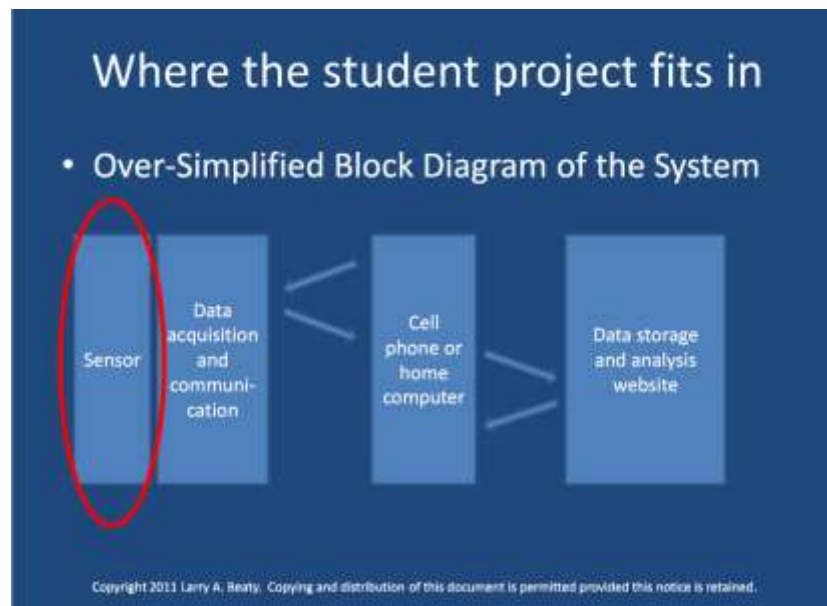 Where the student project fits in
• Over-Simplified Block Diagram of the System
Sensor
Data
acquisition
and
communi-
cation
Cell
phone or
home
computer
Data storage
and analysis
website
Copyright 2011 Larry A. Beaty. Copying and distribution of this document is permitted provided this notice is retained.